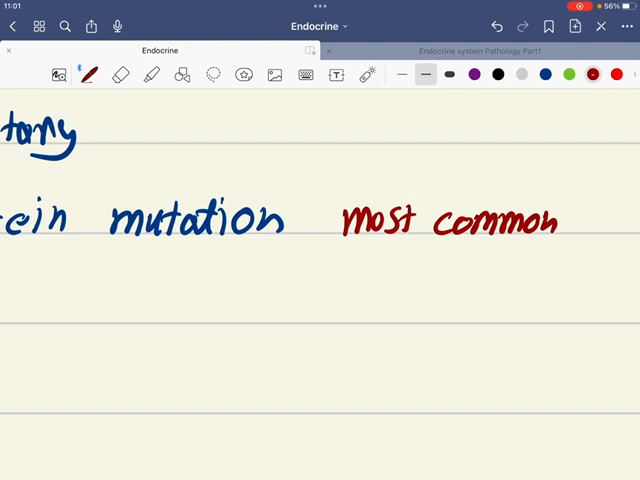 11:01
56%
Endocrine
Endocrine
Endocrine system Pathology Part1
tary
ein mutation most common